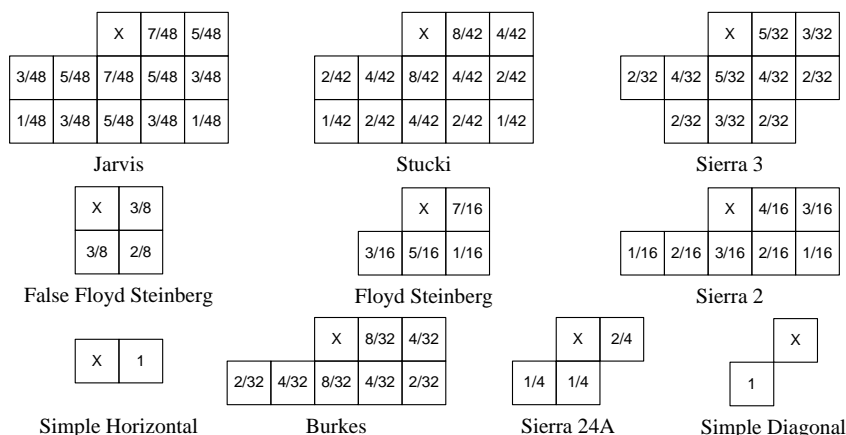 X 7/48 5/48
3/48 5/48 7/48 5/48 3/48
1/48 3/48 5/48 3/48 1/48
Jarvis
X 8/42 4/42
2/42 4/42 8/42 4/42 2/42
1/42 2/42 4/42 2/42 1/42
Stucki
X 5/32 3/32
2/32 4/32 5/32 4/32 2/32
2/32 3/32 2/32
Sierra 3
X 3/8
3/8 2/8
False Floyd Steinberg
X 7/16
3/16 5/16 1/16
Floyd Steinberg
X 4/16 3/16
1/16 2/16 3/16 2/16 1/16
Sierra 2
X 1
Simple Horizontal
X 8/32 4/32
2/32 4/32 8/32 4/32 2/32
Burkes
X 2/4
1/4 1/4
Sierra 24A
X
1
Simple Diagonal